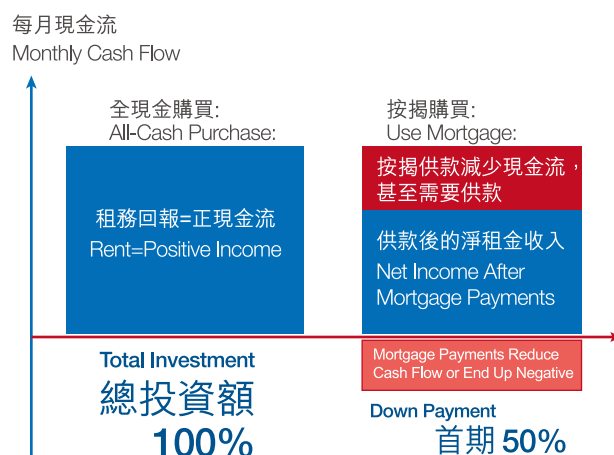 每月現金流
Monthly Cash Flow
全現金購買:
All-Cash Purchase:
租務回報=正現金流
Rent=Positive Income
Total Investment
總投資額
100%
按揭購買:
Use Mortgage:
按揭供款減少現金流，
甚至需要供款
供款後的淨租金收入
Net Income After
Mortgage Payments
Mortgage Payments Reduce
Cash Flow or End Up Negative
Down Payment
首期 50%